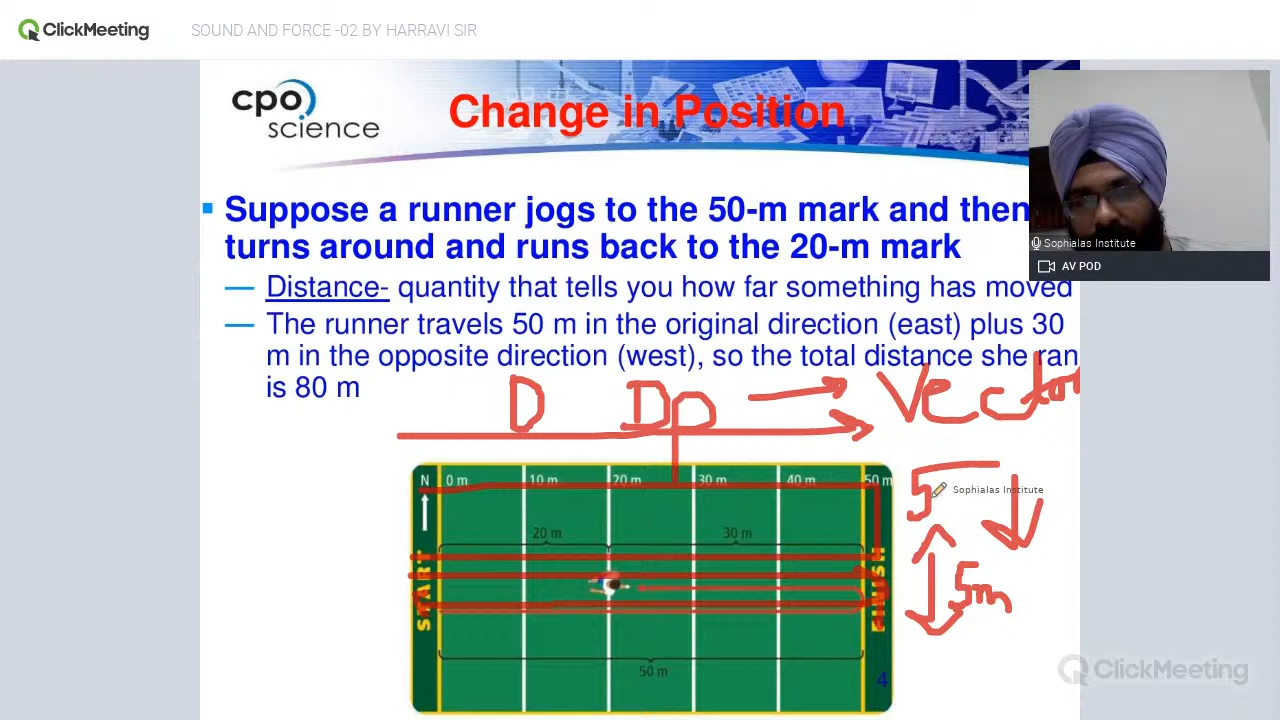 ClickMeeting
SOUND AND FORCE -02 BY HARRAVI SIR
cpo science
Change in Position
Suppose a runner jogs to the 50-m mark and then
turns around and runs back to the 20-m mark
Sophialas Institute
AV POD
— Distance- quantity that tells you how far something has moved
— The runner travels 50 m in the original direction (east) plus 30
m in the opposite direction (west), so the total distance she ran
is 80 m
D DP → Vector
N 0 m 10 m 20 m 30 m 40 m 50 m
5
Sophialas Institute
20 m 30 m
START
FINISH
5m
50 m
4
ClickMeeting